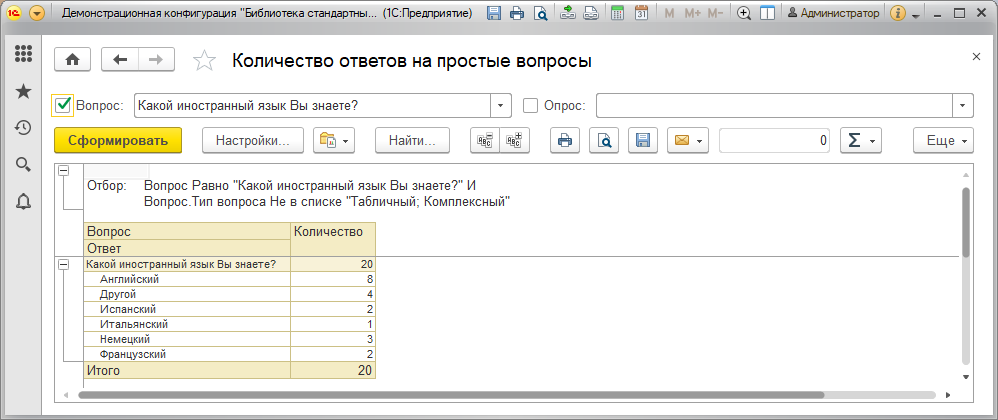 Демонстрационная конфигурация "Библиотека стандартны... (1С:Предприятие)
M M+ M- Администратор
Количество ответов на простые вопросы
Вопрос: Какой иностранный язык Вы знаете? Опрос:
Сформировать Настройки... Найти... 0 Σ Еще
Отбор: Вопрос Равно "Какой иностранный язык Вы знаете?" И
Вопрос.Тип вопроса Не в списке "Табличный; Комплексный"
Вопрос Количество
Ответ
Какой иностранный язык Вы знаете? 20
Английский 8
Другой 4
Испанский 2
Итальянский 1
Немецкий 3
Французский 2
Итого 20